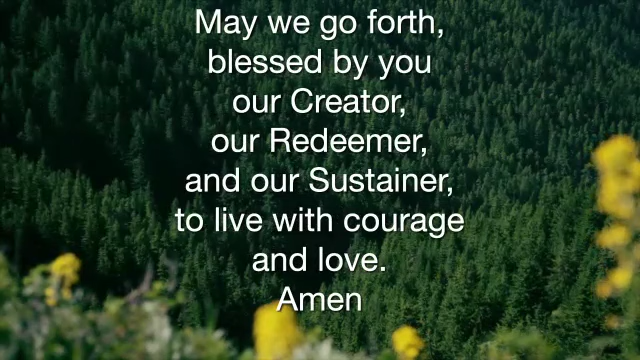 May we go forth,
blessed by you
our Creator,
our Redeemer,
and our Sustainer,
to live with courage
and love.
Amen